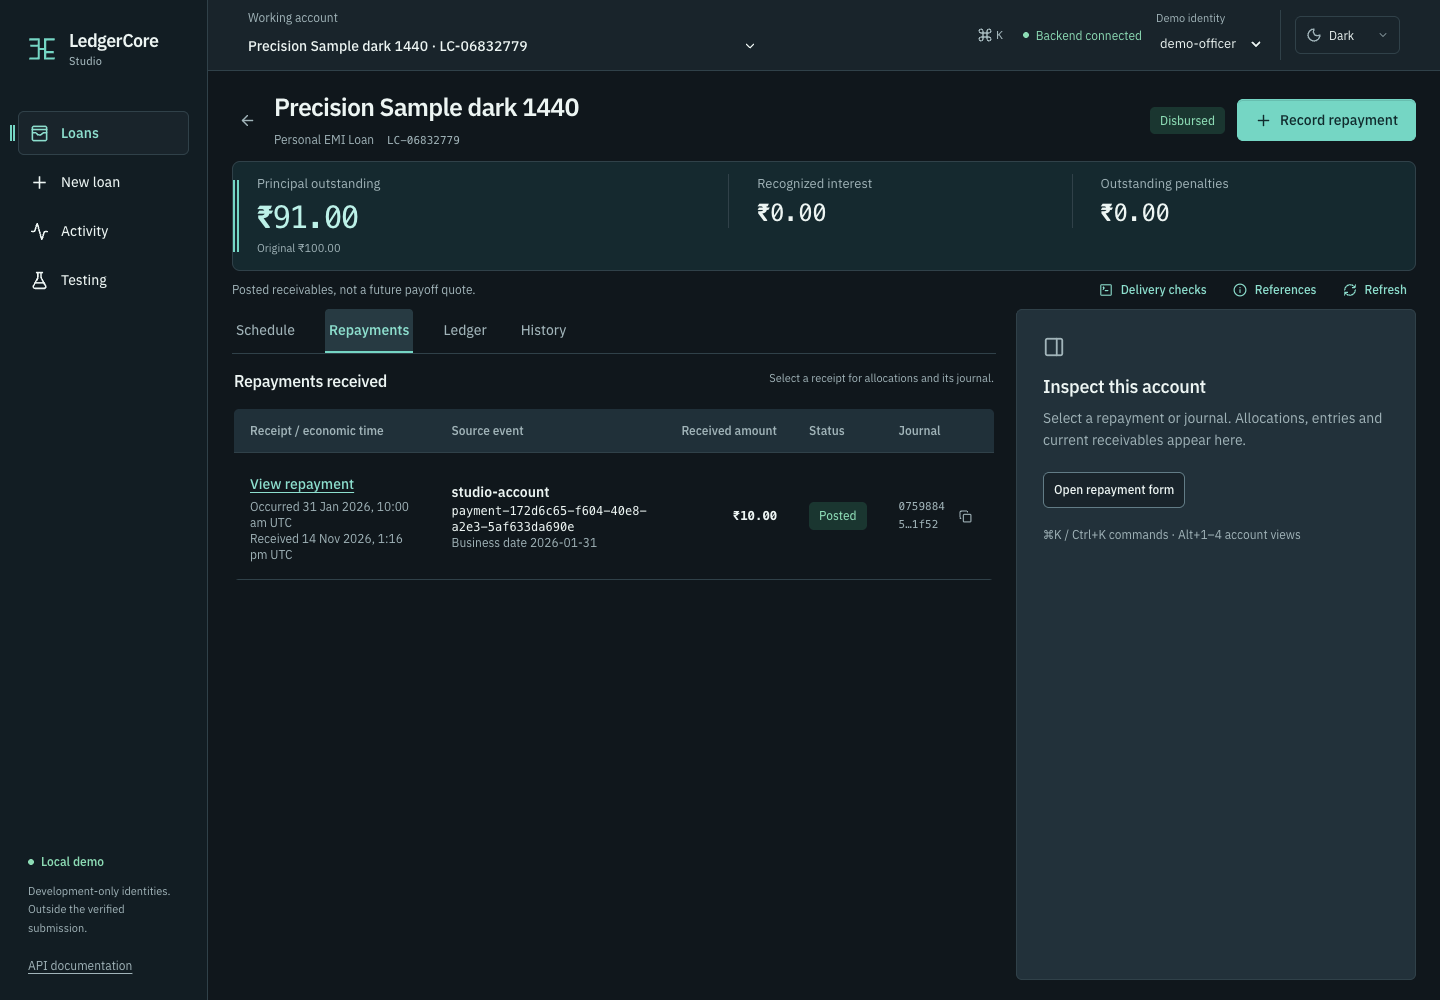 LedgerCore
Studio
Loans
New loan
Activity
Testing
Local demo
Development-only identities.
Outside the verified
submission.
API documentation
Working account
Precision Sample dark 1440 · LC-06832779
⌘ K
Backend connected
Demo identity
demo-officer
Dark
Precision Sample dark 1440
Personal EMI Loan LC-06832779
Disbursed
Record repayment
Principal outstanding
₹91.00
Original ₹100.00
Recognized interest
₹0.00
Outstanding penalties
₹0.00
Posted receivables, not a future payoff quote.
Delivery checks
References
Refresh
Schedule
Repayments
Ledger
History
Repayments received
Select a receipt for allocations and its journal.
Receipt / economic time
Source event
Received amount
Status
Journal
View repayment
Occurred 31 Jan 2026, 10:00
am UTC
Received 14 Nov 2026, 1:16
pm UTC
studio-account
payment-172d6c65-f604-40e8-
a2e3-5af633da690e
Business date 2026-01-31
₹10.00
Posted
0759884
5…1f52
Inspect this account
Select a repayment or journal. Allocations, entries and
current receivables appear here.
Open repayment form
⌘K / Ctrl+K commands · Alt+1–4 account views